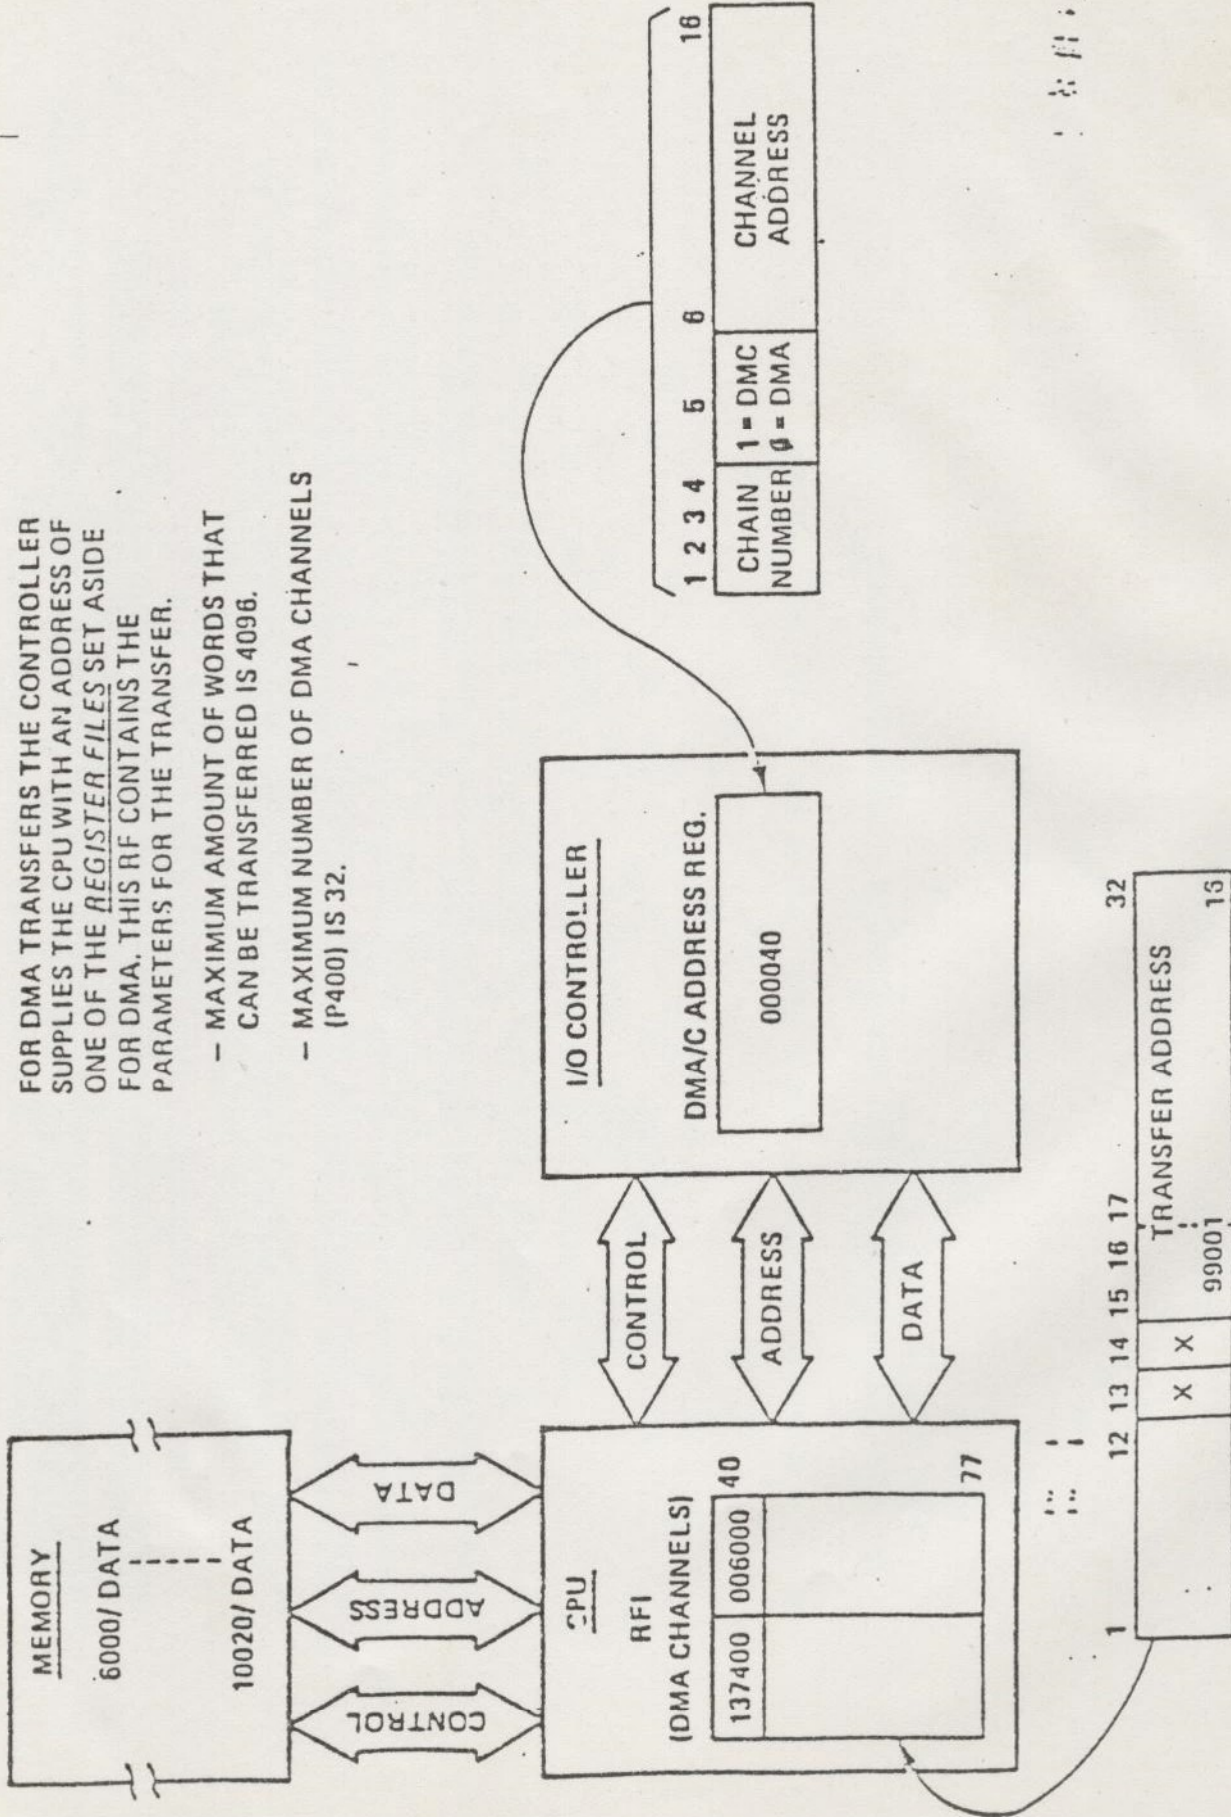 FOR DMA TRANSFERS THE CONTROLLER
SUPPLIES THE CPU WITH AN ADDRESS OF
ONE OF THE REGISTER FILES SET ASIDE
FOR DMA. THIS RF CONTAINS THE
PARAMETERS FOR THE TRANSFER.
– MAXIMUM AMOUNT OF WORDS THAT
CAN BE TRANSFERRED IS 4096.
– MAXIMUM NUMBER OF DMA CHANNELS
(P400) IS 32.
MEMORY
6000/ DATA
10020/ DATA
CONTROL
ADDRESS
DATA
CPU
RFI
(DMA CHANNELS)
137400 006000 40
77
CONTROL
ADDRESS
DATA
I/O CONTROLLER
DMA/C ADDRESS REG.
000040
1 2 3 4 5 6 16
CHAIN
NUMBER
1 = DMC
0 = DMA
CHANNEL
ADDRESS
1 12 13 14 15 16 17 32
X X
TRANSFER ADDRESS
99001 16